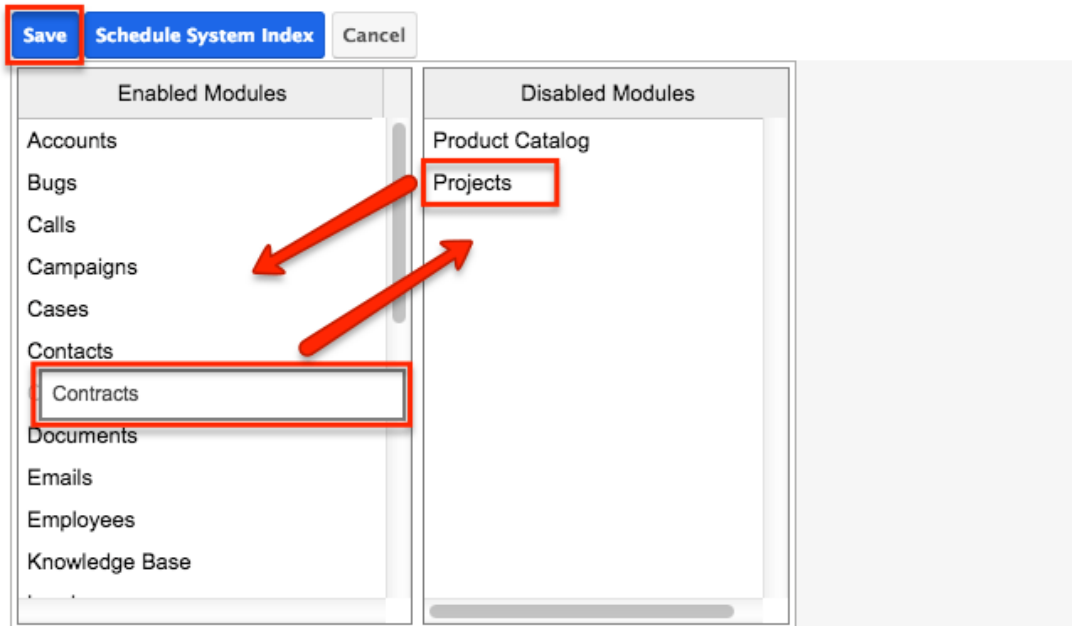 Save Schedule System Index Cancel
Enabled Modules Disabled Modules
Accounts Product Catalog
Bugs Projects
Calls
Campaigns
Cases
Contacts
Contracts
Documents
Emails
Employees
Knowledge Base